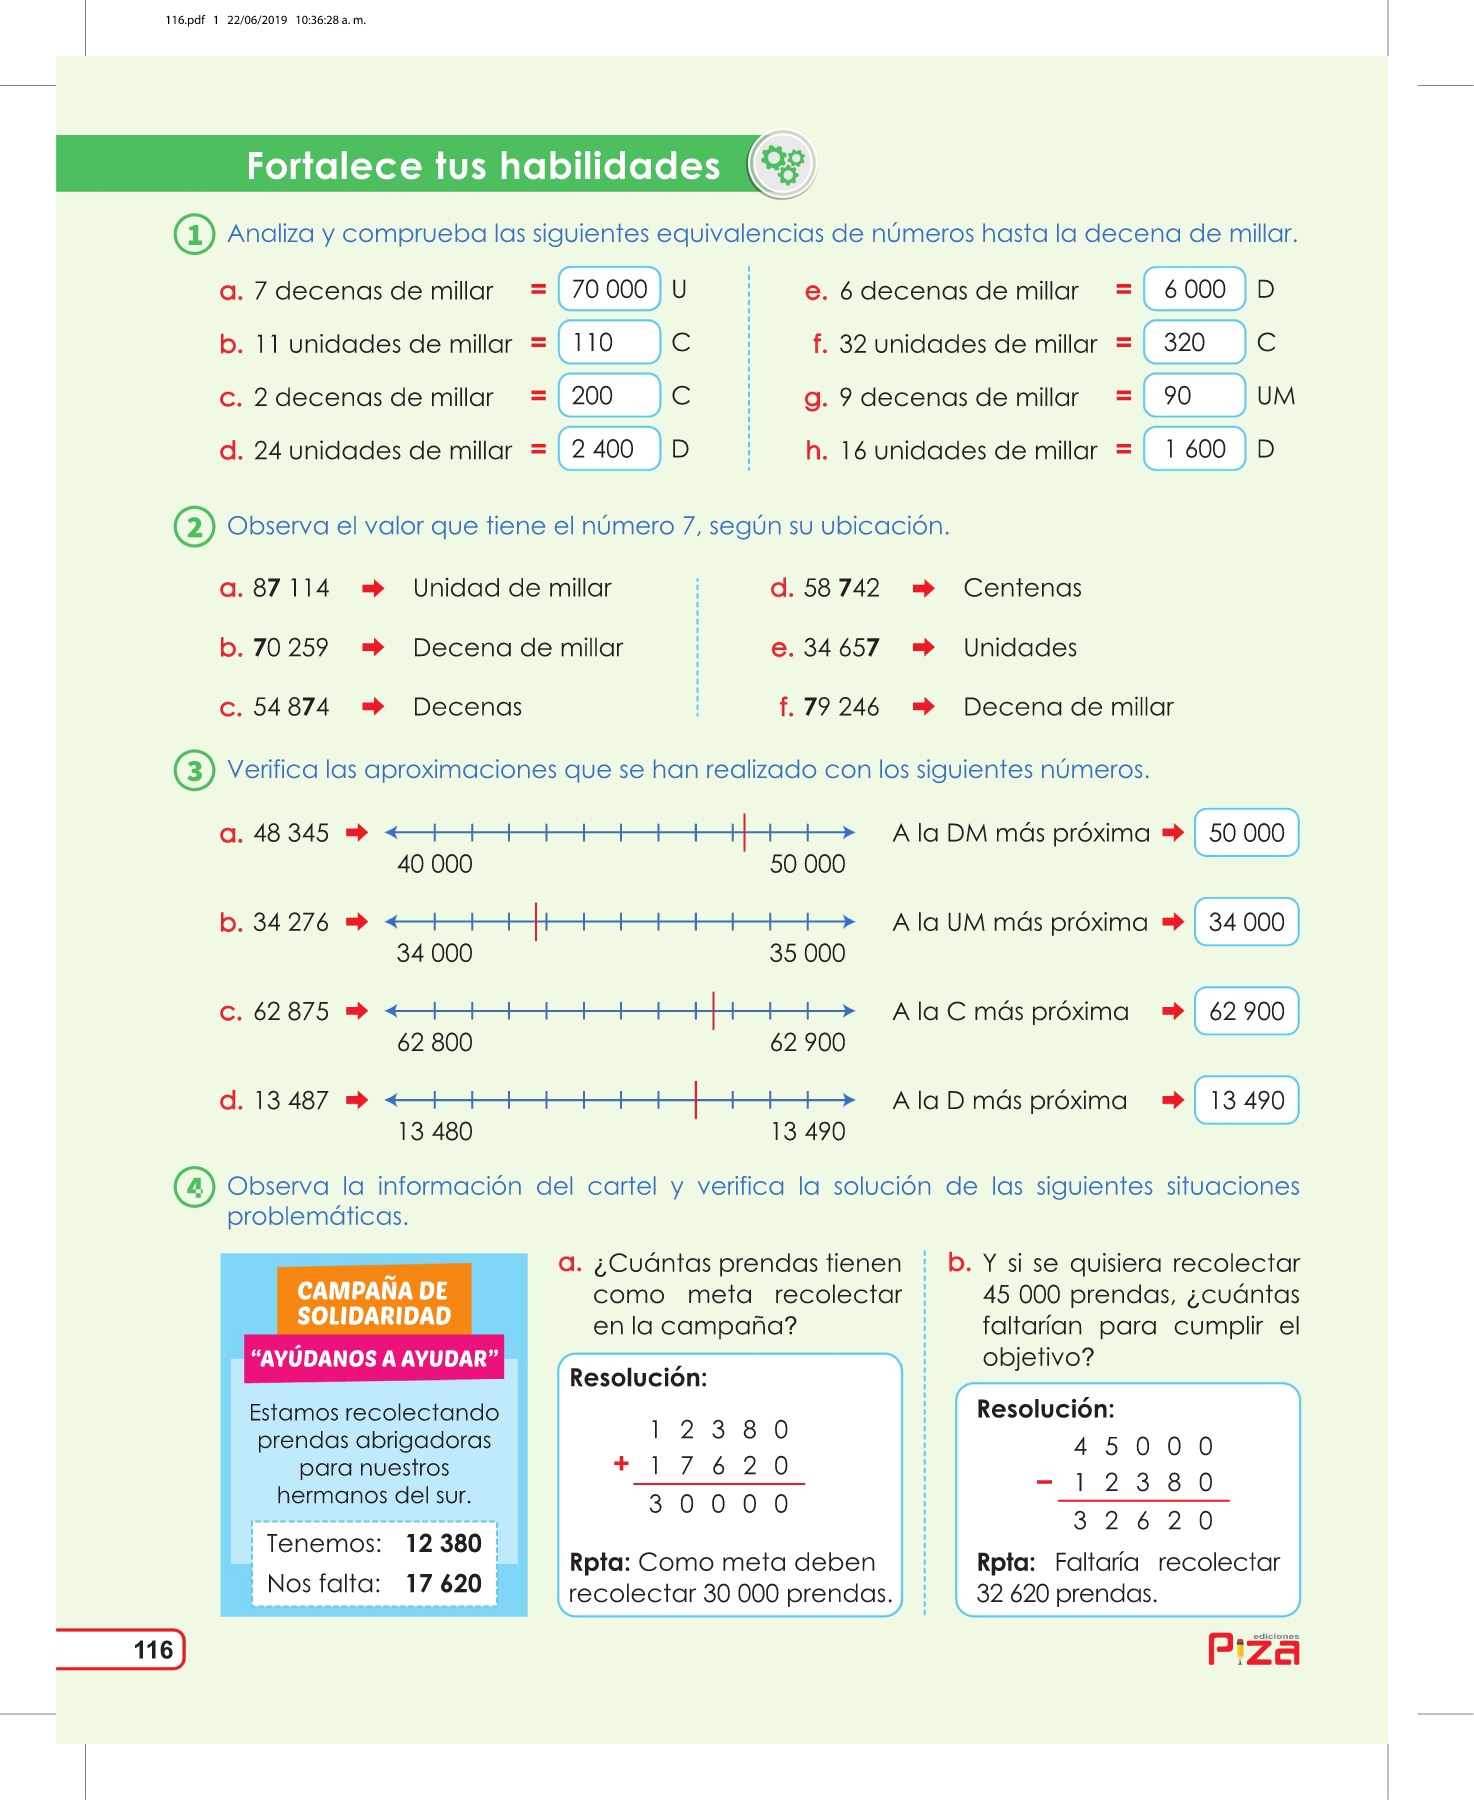 116.pdf 1 22/06/2019 10:36:28 a. m.
Fortalece tus habilidades
1 Analiza y comprueba las siguientes equivalencias de números hasta la decena de millar.
a. 7 decenas de millar = 70 000 U
b. 11 unidades de millar = 110 C
c. 2 decenas de millar = 200 C
d. 24 unidades de millar = 2 400 D
e. 6 decenas de millar = 6 000 D
f. 32 unidades de millar = 320 C
g. 9 decenas de millar = 90 UM
h. 16 unidades de millar = 1 600 D
2 Observa el valor que tiene el número 7, según su ubicación.
a. 87 114 ➡ Unidad de millar
b. 70 259 ➡ Decena de millar
c. 54 874 ➡ Decenas
d. 58 742 ➡ Centenas
e. 34 657 ➡ Unidades
f. 79 246 ➡ Decena de millar
3 Verifica las aproximaciones que se han realizado con los siguientes números.
a. 48 345 ➡ A la DM más próxima ➡ 50 000
40 000 50 000
b. 34 276 ➡ A la UM más próxima ➡ 34 000
34 000 35 000
c. 62 875 ➡ A la C más próxima ➡ 62 900
62 800 62 900
d. 13 487 ➡ A la D más próxima ➡ 13 490
13 480 13 490
4 Observa la información del cartel y verifica la solución de las siguientes situaciones
problemáticas.
CAMPAÑA DE
SOLIDARIDAD
“AYÚDANOS A AYUDAR”
Estamos recolectando
prendas abrigadoras
para nuestros
hermanos del sur.
Tenemos: 12 380
Nos falta: 17 620
a. ¿Cuántas prendas tienen
como meta recolectar
en la campaña?
Resolución:
1 2 3 8 0
+ 1 7 6 2 0
3 0 0 0 0
Rpta: Como meta deben
recolectar 30 000 prendas.
b. Y si se quisiera recolectar
45 000 prendas, ¿cuántas
faltarían para cumplir el
objetivo?
Resolución:
4 5 0 0 0
– 1 2 3 8 0
3 2 6 2 0
Rpta: Faltaría recolectar
32 620 prendas.
116
ediciones
Piza